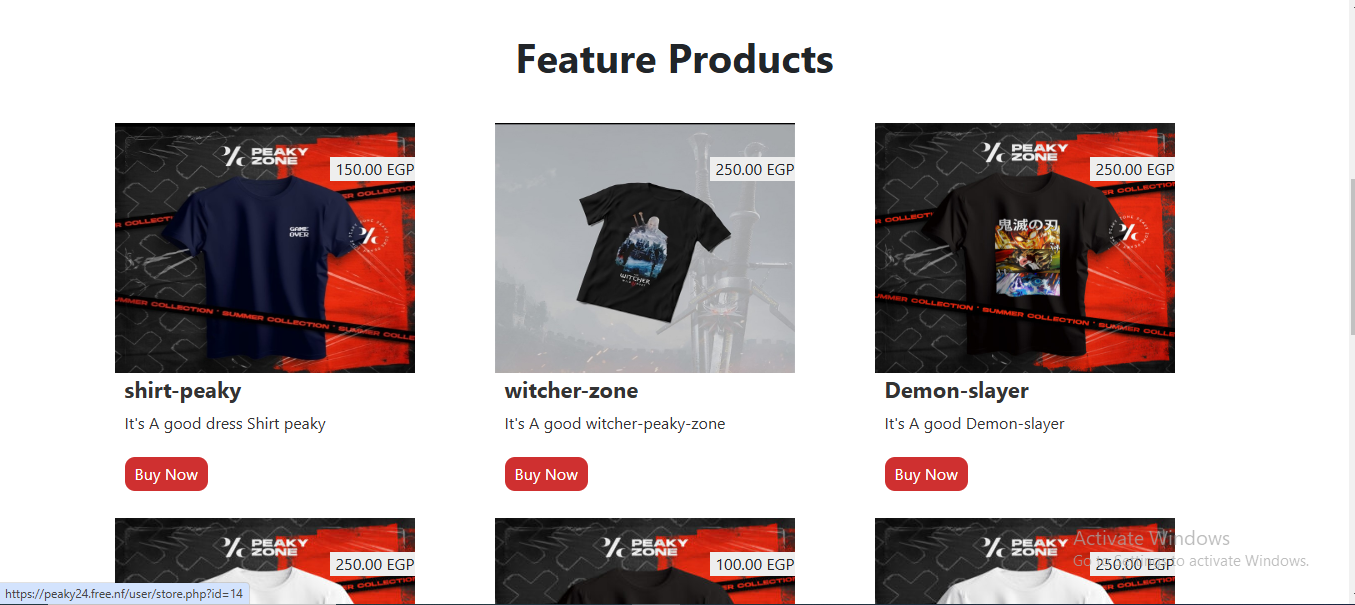 Feature Products
PEAKY
ZONE
150.00 EGP
GAME
OVER
SUMMER COLLECTION * SUMMER COLLE
shirt-peaky
It's A good dress Shirt peaky
Buy Now
250.00 EGP
WITCHER
witcher-zone
It's A good witcher-peaky-zone
Buy Now
PEAKY
ZONE
250.00 EGP
鬼滅の刃
SUMMER COLLECTION * SUMMER COLLE
Demon-slayer
It's A good Demon-slayer
Buy Now
PEAKY
ZONE
250.00 EGP
PEAKY
ZONE
100.00 EGP
PEAKY
ZONE
250.00 EGP
Activate Windows
Go to Settings to activate Windows.
https://peaky24.free.nf/user/store.php?id=14